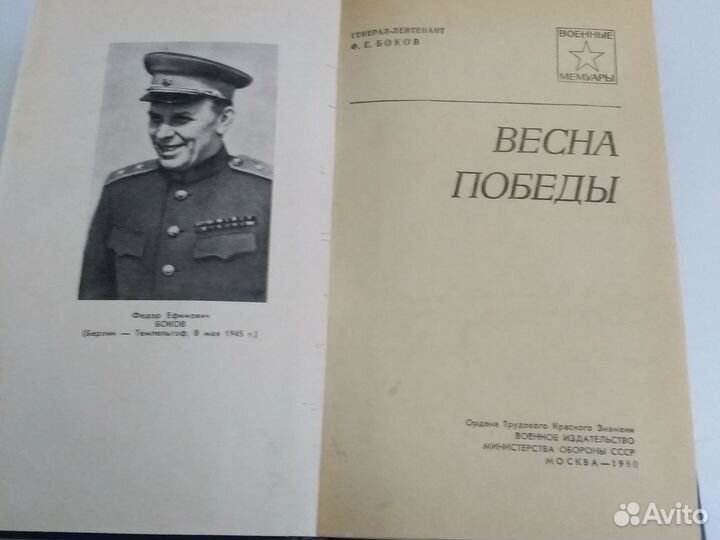 Федор Ефимович
БОКОВ
(Берлин — Темпельгоф, 8 мая 1945 г.)
ГЕНЕРАЛ-ЛЕЙТЕНАНТ
Ф. Е. БОКОВ
ВОЕННЫЕ
МЕМУАРЫ
ВЕСНА
ПОБЕДЫ
Ордена Трудового Красного Знамени
ВОЕННОЕ ИЗДАТЕЛЬСТВО
МИНИСТЕРСТВА ОБОРОНЫ СССР
МОСКВА—1980
Avito